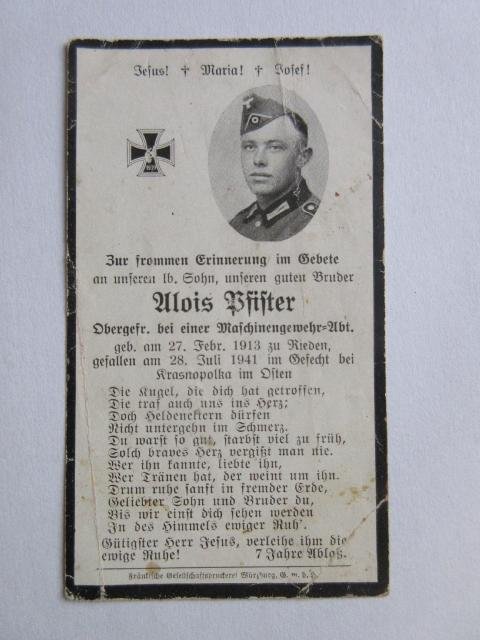 Jesus! † Maria! † Josef!
1939
Zur frommen Erinnerung im Gebete
an unseren lb. Sohn, unseren guten Bruder
Alois Pfister
Obergefr. bei einer Maschinengewehr-Abt.
geb. am 27. Febr. 1913 zu Rieden,
gefallen am 28. Juli 1941 im Gefecht bei
Krasnopolka im Osten
Die Kugel, die dich hat getroffen,
Die traf auch uns ins Herz;
Doch Heldeneltern dürfen
Nicht untergehn im Schmerz.
Du warst so gut, starbst viel zu früh,
Solch braves Herz vergißt man nie.
Wer ihn kannte, liebte ihn,
Wer Tränen hat, der weint um ihn.
Drum ruhe sanft in fremder Erde,
Geliebter Sohn und Bruder du,
Bis wir einst dich sehen werden
In des Himmels ewiger Ruh'.
Gütigster Herr Jesus, verleihe ihm die
ewige Ruhe! 7 Jahre Ablaß.
Fränkische Gesellschaftsdruckerei Würzburg, G. m. b. H.